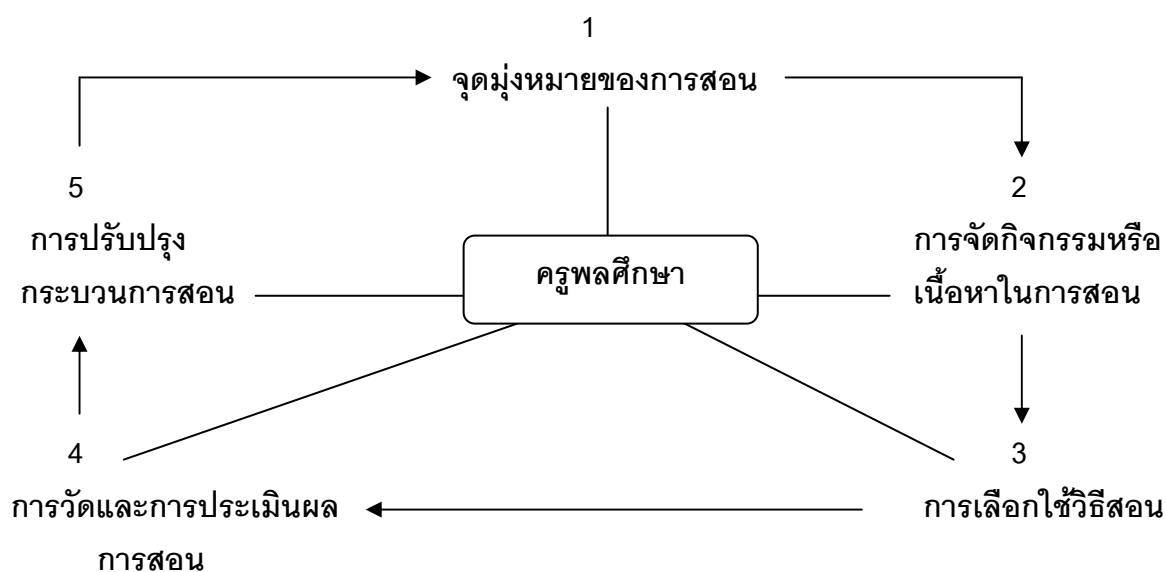 1
จุดมุ่งหมายของการสอน
2
การจัดกิจกรรมหรือ
เนื้อหาในการสอน
3
การเลือกใช้วิธีสอน
4
การวัดและการประเมินผล
การสอน
5
การปรับปรุง
กระบวนการสอน
ครูพลศึกษา